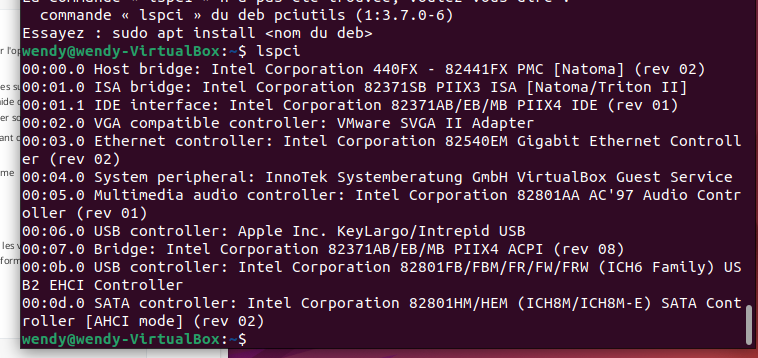 commande « lspci » du deb pciutils (1:3.7.0-6)
Essayez : sudo apt install <nom du deb>
wendy@wendy-VirtualBox:~$ lspci
00:00.0 Host bridge: Intel Corporation 440FX - 82441FX PMC [Natoma] (rev 02)
00:01.0 ISA bridge: Intel Corporation 82371SB PIIX3 ISA [Natoma/Triton II]
00:01.1 IDE interface: Intel Corporation 82371AB/EB/MB PIIX4 IDE (rev 01)
00:02.0 VGA compatible controller: VMware SVGA II Adapter
00:03.0 Ethernet controller: Intel Corporation 82540EM Gigabit Ethernet Controll
er (rev 02)
00:04.0 System peripheral: InnoTek Systemberatung GmbH VirtualBox Guest Service
00:05.0 Multimedia audio controller: Intel Corporation 82801AA AC'97 Audio Contr
oller (rev 01)
00:06.0 USB controller: Apple Inc. KeyLargo/Intrepid USB
00:07.0 Bridge: Intel Corporation 82371AB/EB/MB PIIX4 ACPI (rev 08)
00:0b.0 USB controller: Intel Corporation 82801FB/FBM/FR/FW/FRW (ICH6 Family) US
B2 EHCI Controller
00:0d.0 SATA controller: Intel Corporation 82801HM/HEM (ICH8M/ICH8M-E) SATA Cont
roller [AHCI mode] (rev 02)
wendy@wendy-VirtualBox:~$